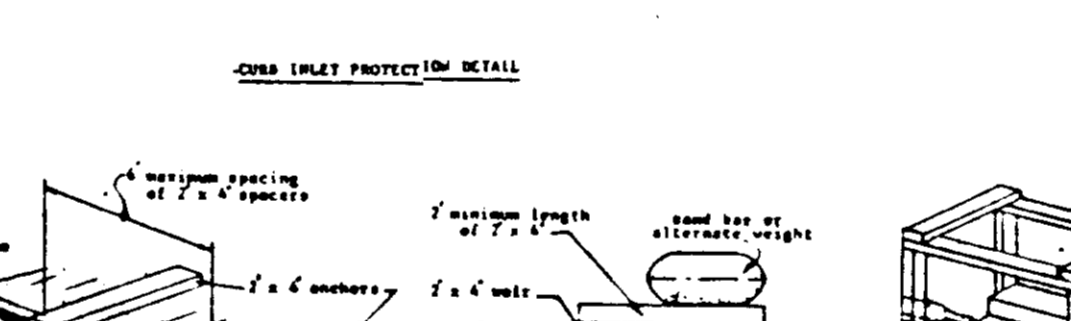 CURB INLET PROTECTION DETAIL
6' maximum spacing
of 2" x 4" spacers
2' minimum length
of 2" x 4"
sand bag or
alternate weight
2" x 4" anchors
2" x 4" weir